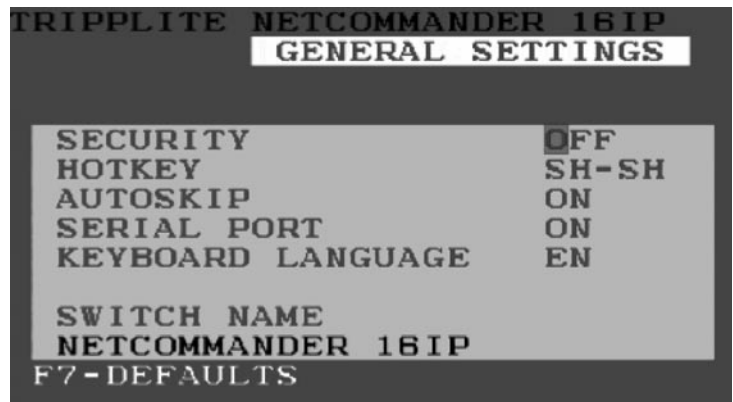 TRIPPLITE NETCOMMANDER 16IP
GENERAL SETTINGS
SECURITY OFF
HOTKEY SH-SH
AUTOSKIP ON
SERIAL PORT ON
KEYBOARD LANGUAGE EN
SWITCH NAME
NETCOMMANDER 16IP
F7-DEFAULTS